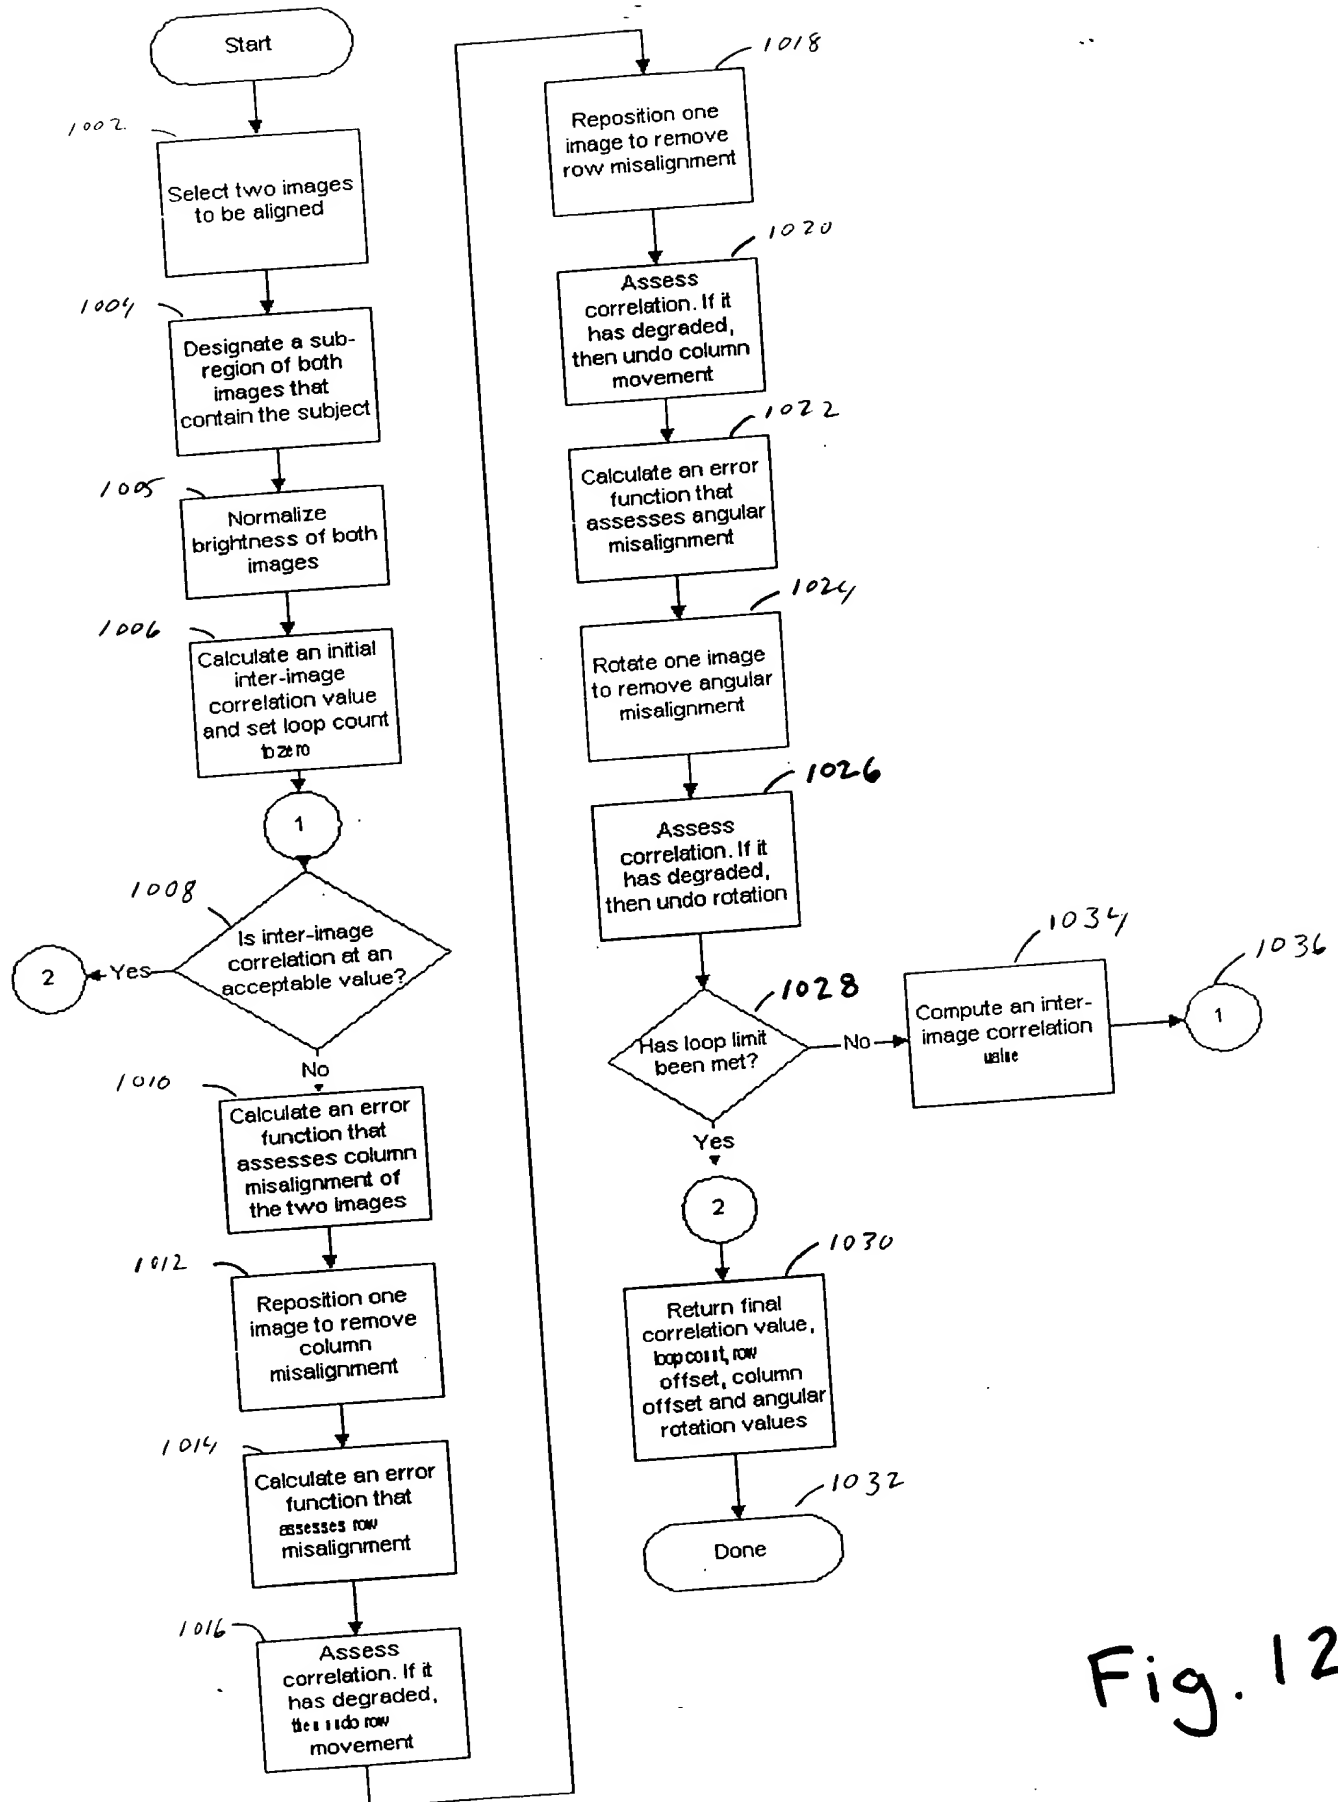 Start
1002
Select two images
to be aligned
1004
Designate a sub-
region of both
images that
contain the subject
1005
Normalize
brightness of both
images
1006
Calculate an initial
inter-image
correlation value
and set loop count
to zero
1
1008
Is inter-image
correlation at an
acceptable value?
Yes
2
No
1010
Calculate an error
function that
assesses column
misalignment of
the two images
1012
Reposition one
image to remove
column
misalignment
1014
Calculate an error
function that
assesses row
misalignment
1016
Assess
correlation. If it
has degraded,
then undo row
movement
1018
Reposition one
image to remove
row misalignment
1020
Assess
correlation. If it
has degraded,
then undo column
movement
1022
Calculate an error
function that
assesses angular
misalignment
1024
Rotate one image
to remove angular
misalignment
1026
Assess
correlation. If it
has degraded,
then undo rotation
1028
Has loop limit
been met?
No
1034
Compute an inter-
image correlation
value
1036
1
Yes
2
1030
Return final
correlation value,
loop count, row
offset, column
offset and angular
rotation values
1032
Done
Fig. 12